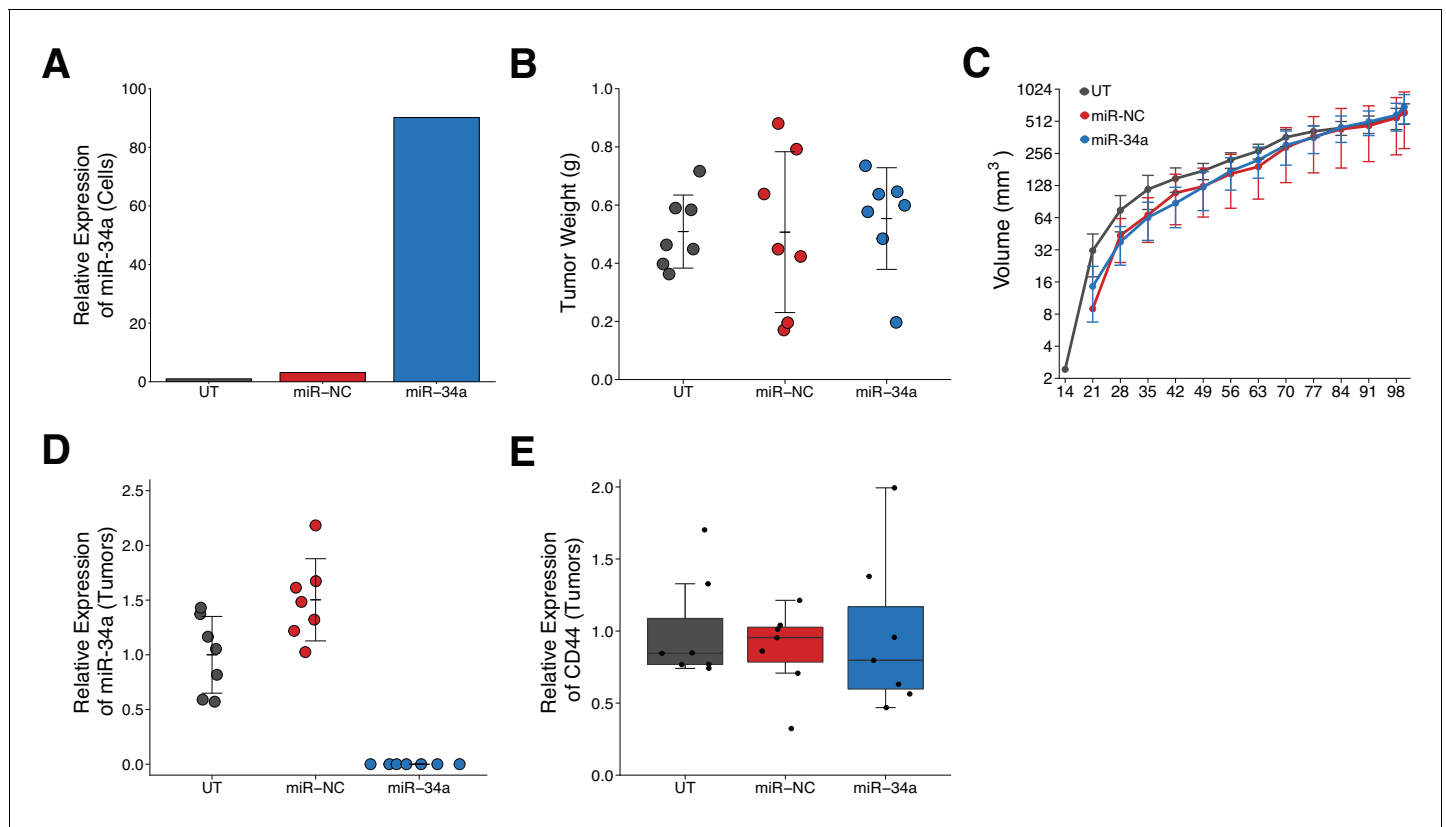 A
Relative Expression
of miR-34a (Cells)
100
80
60
40
20
0
UT
miR−NC
miR−34a
B
Tumor Weight (g)
1.0
0.8
0.6
0.4
0.2
0.0
UT
miR−NC
miR−34a
C
Volume (mm3 )
1024
512
256
128
64
32
16
8
4
2
UT
miR-NC
miR-34a
14 21 28 35 42 49 56 63 70 77 84 91 98
D
Relative Expression
of miR-34a (Tumors)
2.5
2.0
1.5
1.0
0.5
0.0
UT
miR−NC
miR−34a
E
Relative Expression
of CD44 (Tumors)
2.0
1.5
1.0
0.5
0.0
UT
miR−NC
miR−34a